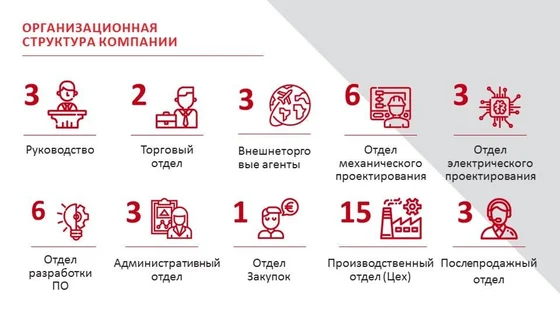 ОРГАНИЗАЦИОННАЯ
СТРУКТУРА КОМПАНИИ
3
Руководство
2
Торговый
отдел
3
Внешнеторго
вые агенты
6
Отдел
механического
проектирования
3
Отдел
электрического
проектирования
6
Отдел
разработки
ПО
3
Административный
отдел
1
Отдел
Закупок
15
Производственный
отдел (Цех)
3
Послепродажный
отдел